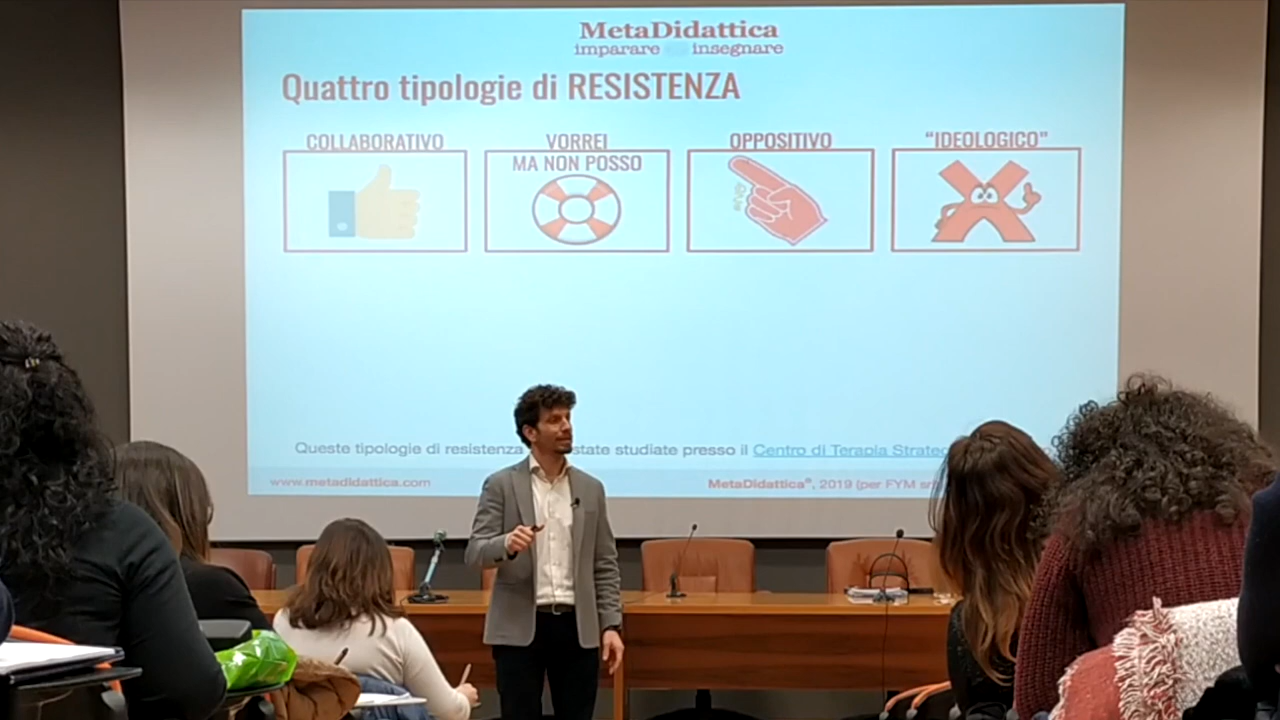 MetaDidattica
imparare insegnare
Quattro tipologie di RESISTENZA
COLLABORATIVO
VORREI
MA NON POSSO
OPPOSITIVO
“IDEOLOGICO”
Queste tipologie di resistenza state studiate presso il Centro di Terapia Strateg
www.metadidattica.com
MetaDidattica®, 2019 (per FYM